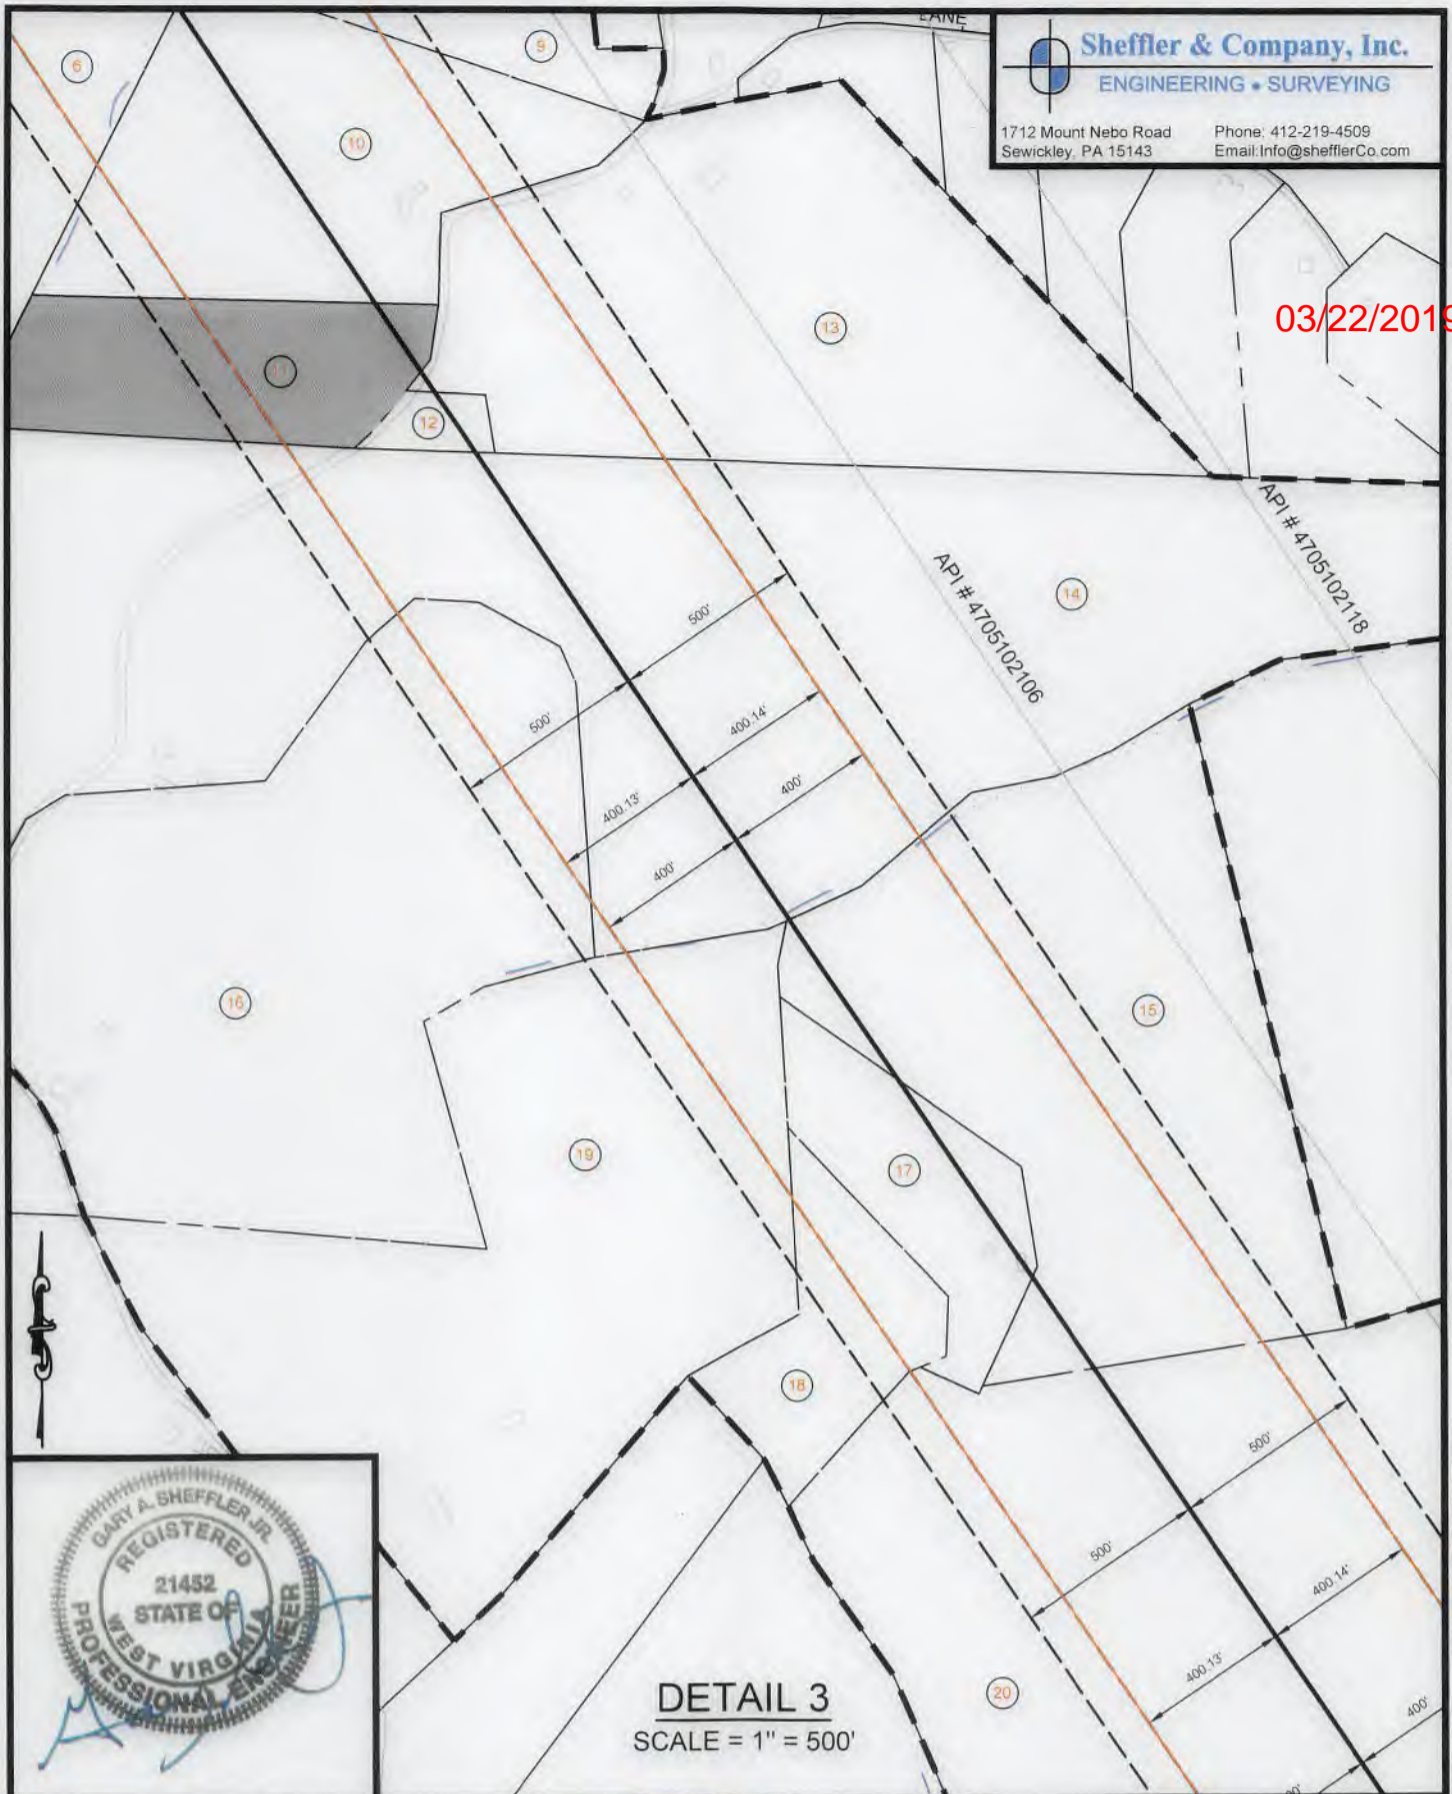 LANE
Sheffler & Company, Inc.
ENGINEERING • SURVEYING
1712 Mount Nebo Road
Sewickley, PA 15143
Phone: 412-219-4509
Email:Info@shefflerCo.com
6
9
10
03/22/2019
13
11
12
API # 4705102118
API # 4705102106
14
500'
500'
400.14'
400.13'
400'
400'
16
15
19
17
18
500'
500'
400.14'
400.13'
400'
20
GARY A. SHEFFLER JR.
REGISTERED
21452
STATE OF
WEST VIRGINIA
PROFESSIONAL ENGINEER
DETAIL 3
SCALE = 1" = 500'